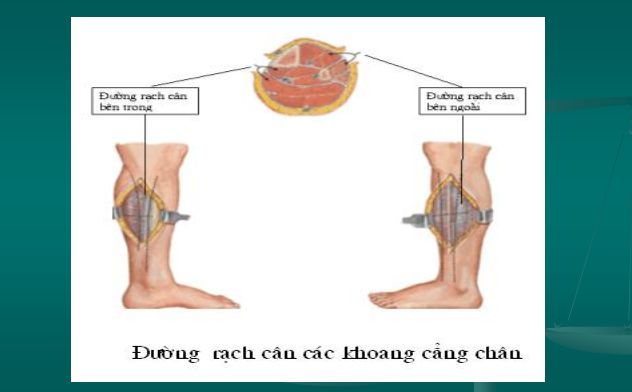 Đường rạch cân
bên trong
Đường rạch cân
bên ngoài
Đường rạch cân các khoang cẳng chân